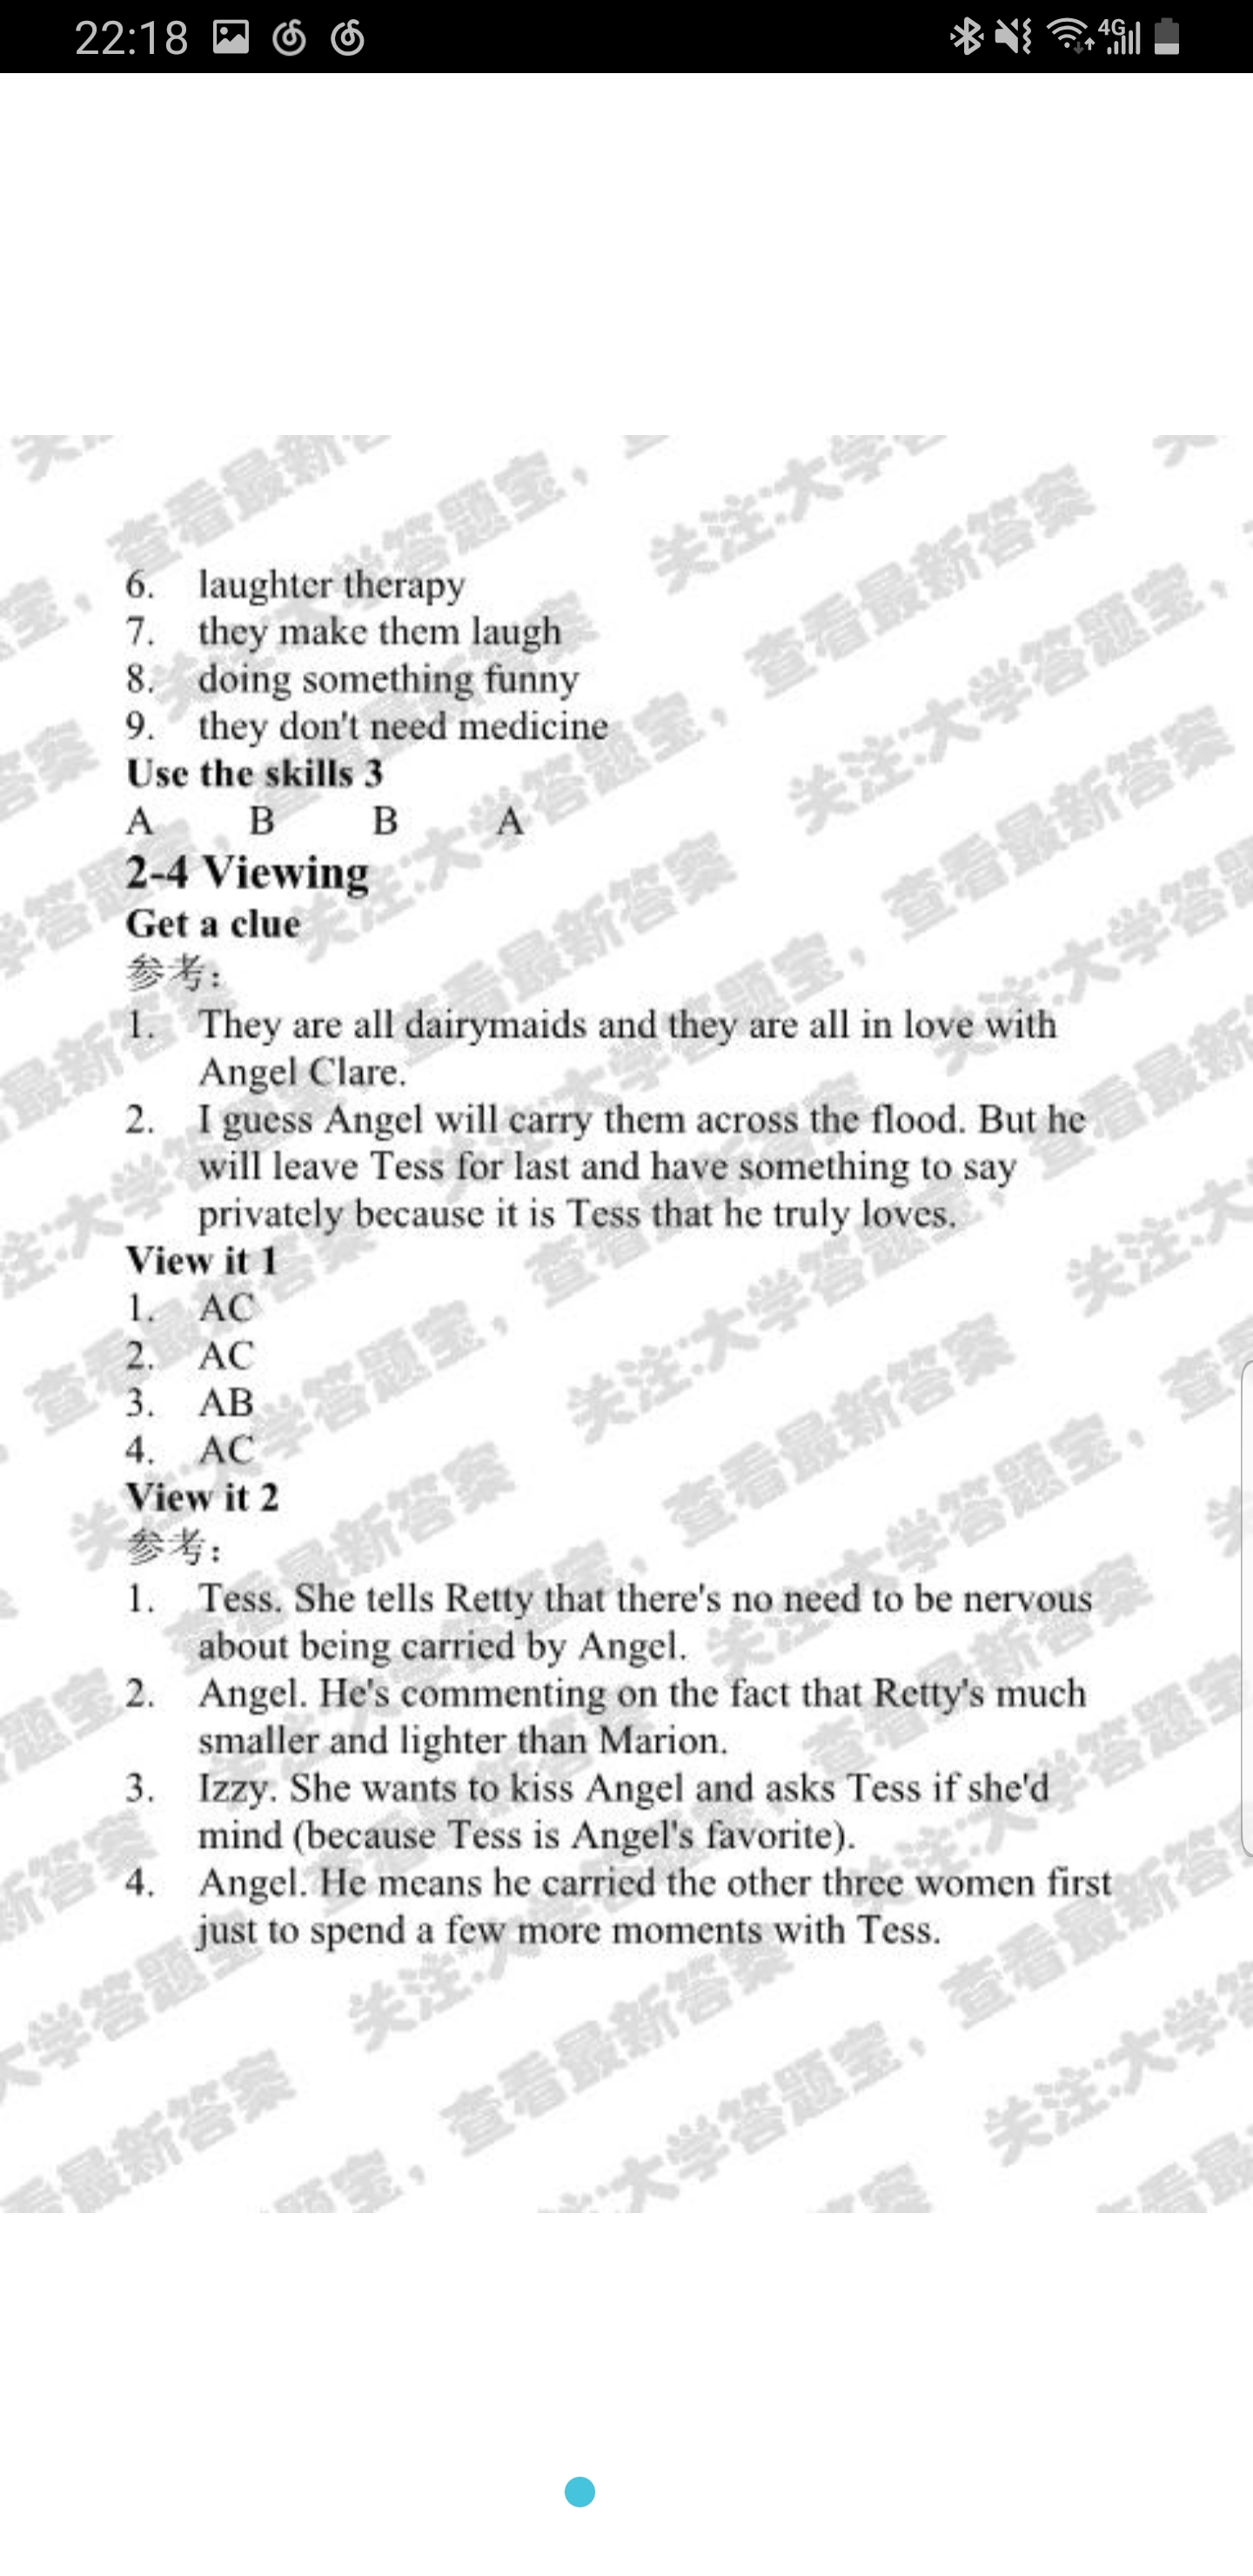 22:18
4G
6. laughter therapy
7. they make them laugh
8. doing something funny
9. they don't need medicine
Use the skills 3
A B B A
2-4 Viewing
Get a clue
参考:
1. They are all dairymaids and they are all in love with
Angel Clare.
2. I guess Angel will carry them across the flood. But he
will leave Tess for last and have something to say
privately because it is Tess that he truly loves.
View it 1
1. AC
2. AC
3. AB
4. AC
View it 2
参考:
1. Tess. She tells Retty that there's no need to be nervous
about being carried by Angel.
2. Angel. He's commenting on the fact that Retty's much
smaller and lighter than Marion.
3. Izzy. She wants to kiss Angel and asks Tess if she'd
mind (because Tess is Angel's favorite).
4. Angel. He means he carried the other three women first
just to spend a few more moments with Tess.
关注:大学答题宝,查看最新答案